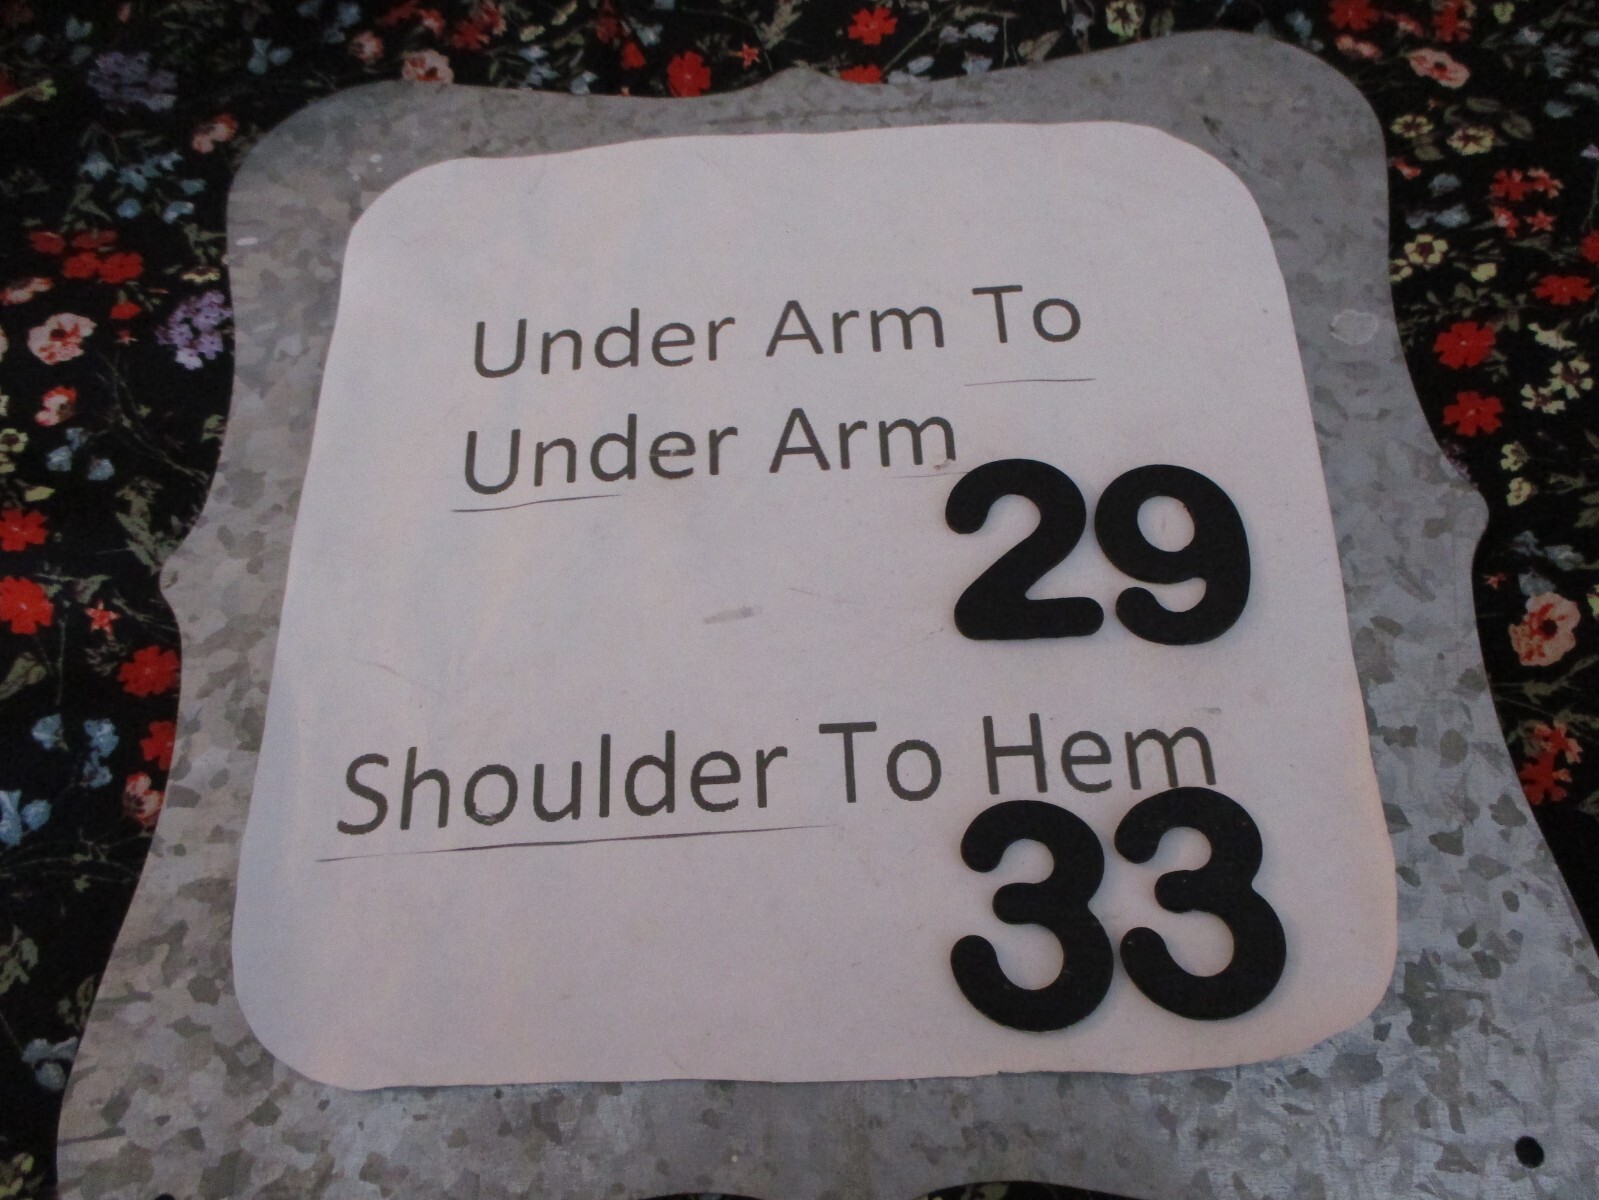 Under Arm To
Under Arm
29
Shoulder To Hem
33